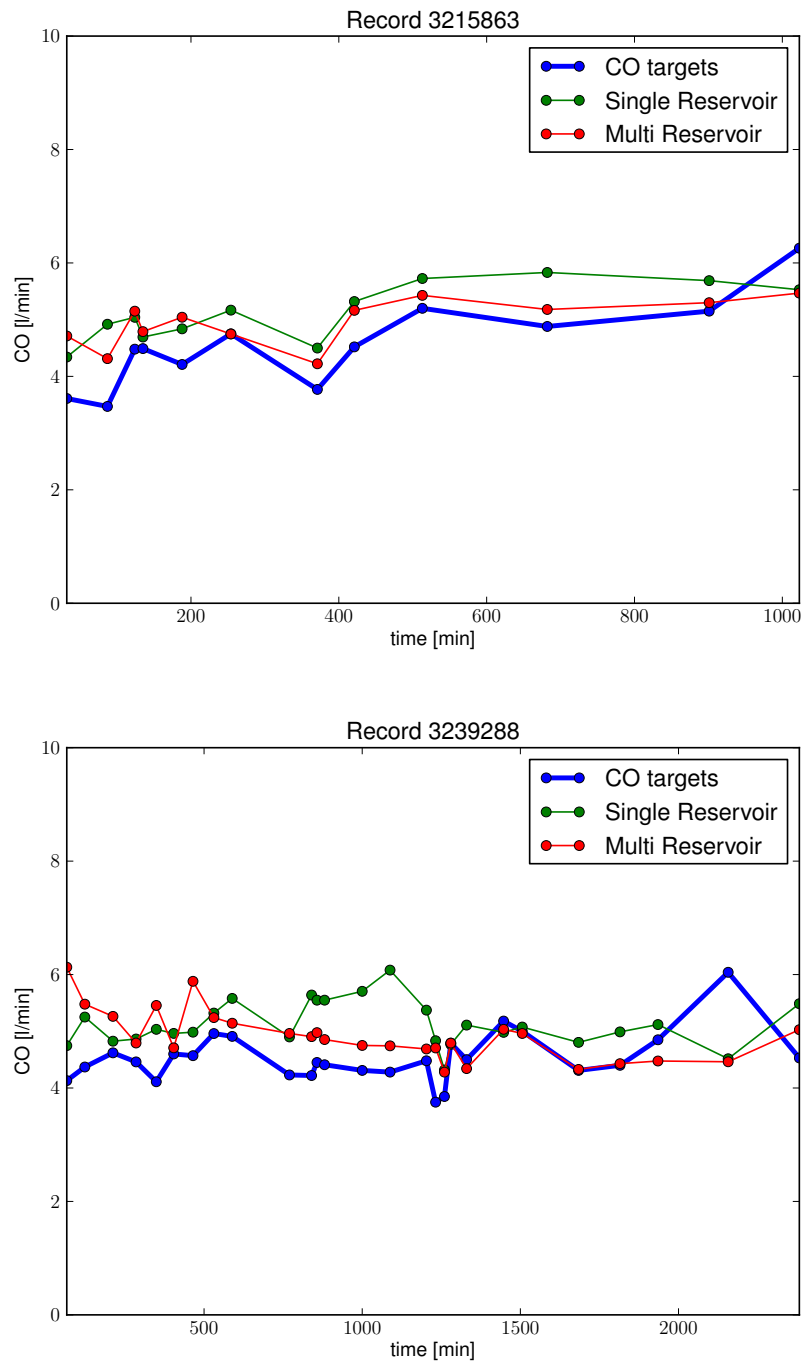 Record 3215863
10
8
6
4
2
0
CO [l/min]
CO targets
Single Reservoir
Multi Reservoir
200 400 600 800 1000
time [min]
Record 3239288
10
8
6
4
2
0
CO [l/min]
CO targets
Single Reservoir
Multi Reservoir
500 1000 1500 2000
time [min]